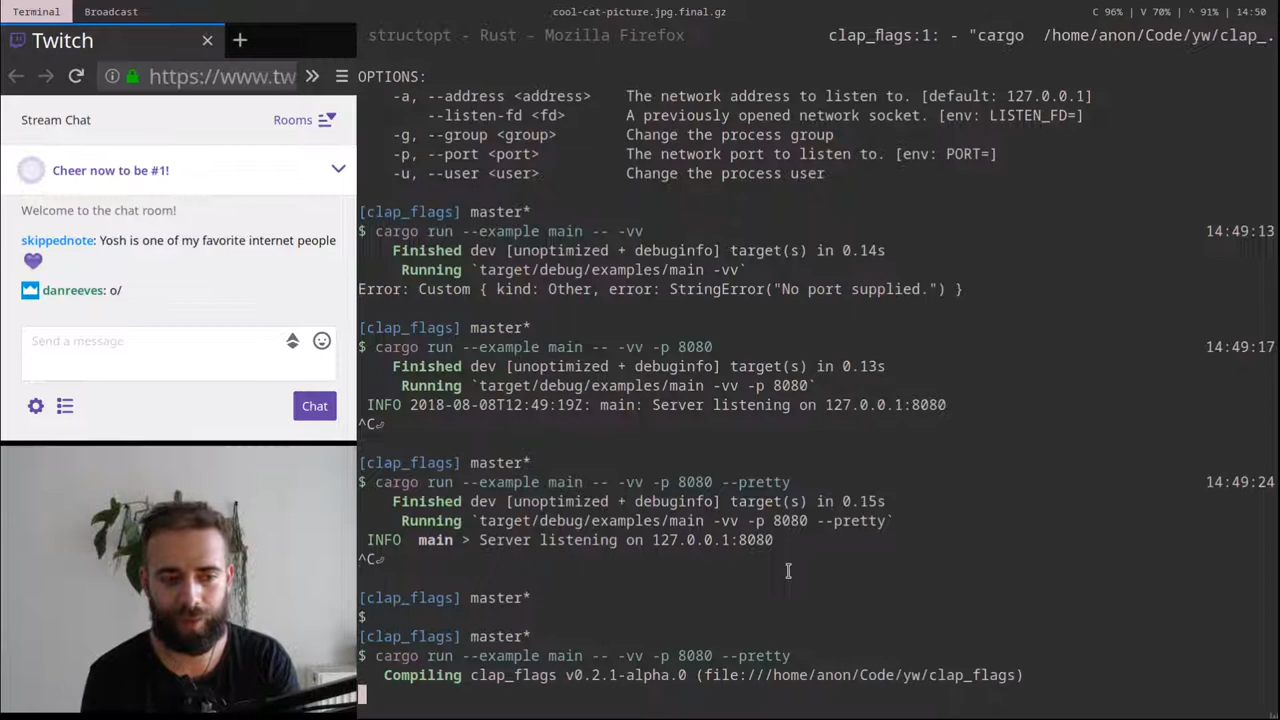 Terminal
Broadcast
cool-cat-picture.jpg.final.gz
C 96% | V 70% | ^ 91% | 14:50
Twitch
https://www.tw
Stream Chat
Rooms
Cheer now to be #1!
Welcome to the chat room!
skippednote: Yosh is one of my favorite internet people
danreeves: o/
Send a message
Chat
structopt - Rust - Mozilla Firefox
clap_flags:1: - "cargo /home/anon/Code/yw/clap_.
OPTIONS:
-a, --address <address> The network address to listen to. [default: 127.0.0.1]
--listen-fd <fd> A previously opened network socket. [env: LISTEN_FD=]
-g, --group <group> Change the process group
-p, --port <port> The network port to listen to. [env: PORT=]
-u, --user <user> Change the process user
[clap_flags] master*
$ cargo run --example main -- -vv 14:49:13
Finished dev [unoptimized + debuginfo] target(s) in 0.14s
Running `target/debug/examples/main -vv`
Error: Custom { kind: Other, error: StringError("No port supplied.") }
[clap_flags] master*
$ cargo run --example main -- -vv -p 8080 14:49:17
Finished dev [unoptimized + debuginfo] target(s) in 0.13s
Running `target/debug/examples/main -vv -p 8080`
INFO 2018-08-08T12:49:19Z: main: Server listening on 127.0.0.1:8080
^C⏎
[clap_flags] master*
$ cargo run --example main -- -vv -p 8080 --pretty 14:49:24
Finished dev [unoptimized + debuginfo] target(s) in 0.15s
Running `target/debug/examples/main -vv -p 8080 --pretty`
INFO main > Server listening on 127.0.0.1:8080
^C⏎
[clap_flags] master*
$
[clap_flags] master*
$ cargo run --example main -- -vv -p 8080 --pretty
Compiling clap_flags v0.2.1-alpha.0 (file:///home/anon/Code/yw/clap_flags)